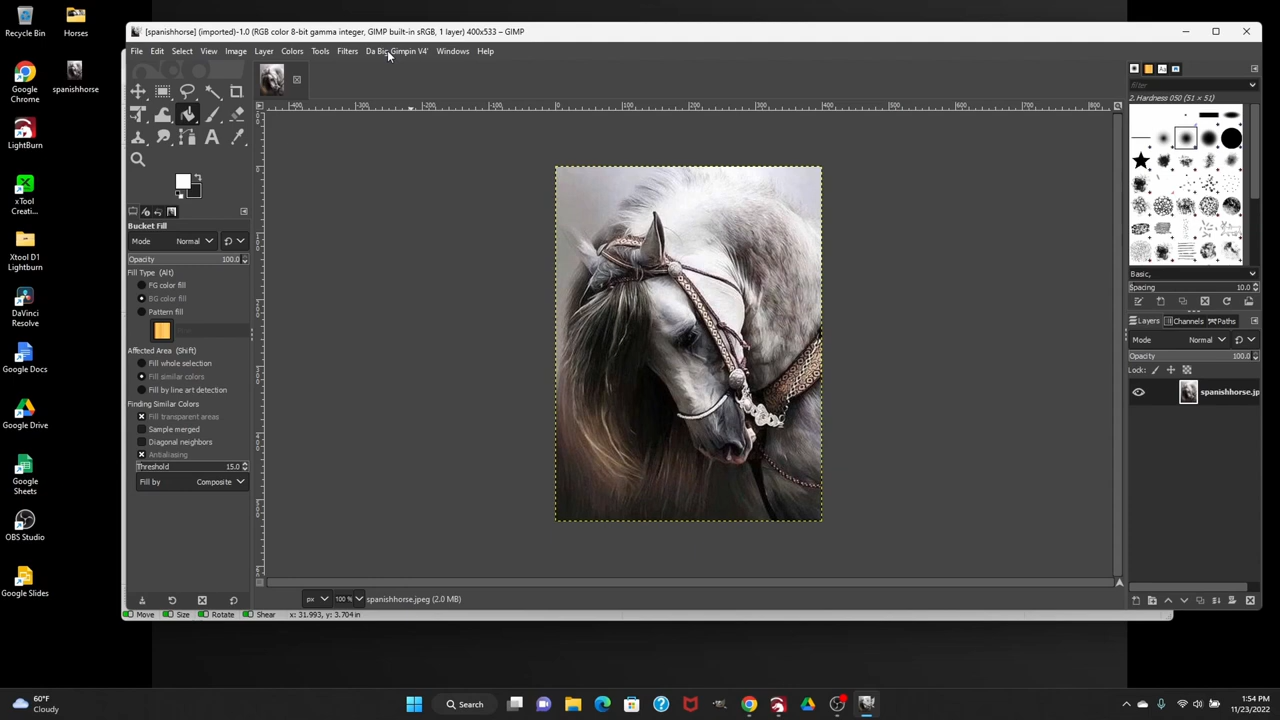 Recycle Bin
Horses
Google Chrome
spanishhorse
LightBurn
xTool Creati...
Xtool D1 Lightburn
DaVinci Resolve
Google Docs
Google Drive
Google Sheets
OBS Studio
Google Slides
[spanishhorse] (imported)-1.0 (RGB color 8-bit gamma integer, GIMP built-in sRGB, 1 layer) 400x533 – GIMP
File Edit Select View Image Layer Colors Tools Filters Da Big Gimpin V4' Windows Help
Bucket Fill
Mode Normal
Opacity 100.0
Fill Type (Alt)
FG color fill
BG color fill
Pattern fill
Affected Area (Shift)
Fill whole selection
Fill similar colors
Fill by line art detection
Finding Similar Colors
Fill transparent areas
Sample merged
Diagonal neighbors
Antialiasing
Threshold 15.0
Fill by Composite
px 100 % spanishhorse.jpeg (2.0 MB)
Move Size Rotate Shear x: 31.993, y: 3.704 in
filter
2. Hardness 050 (51 × 51)
Basic,
Spacing 10.0
Layers Channels Paths
Mode Normal
Opacity 100.0
Lock:
spanishhorse.jp
60°F
Cloudy
Search
1:54 PM
11/23/2022